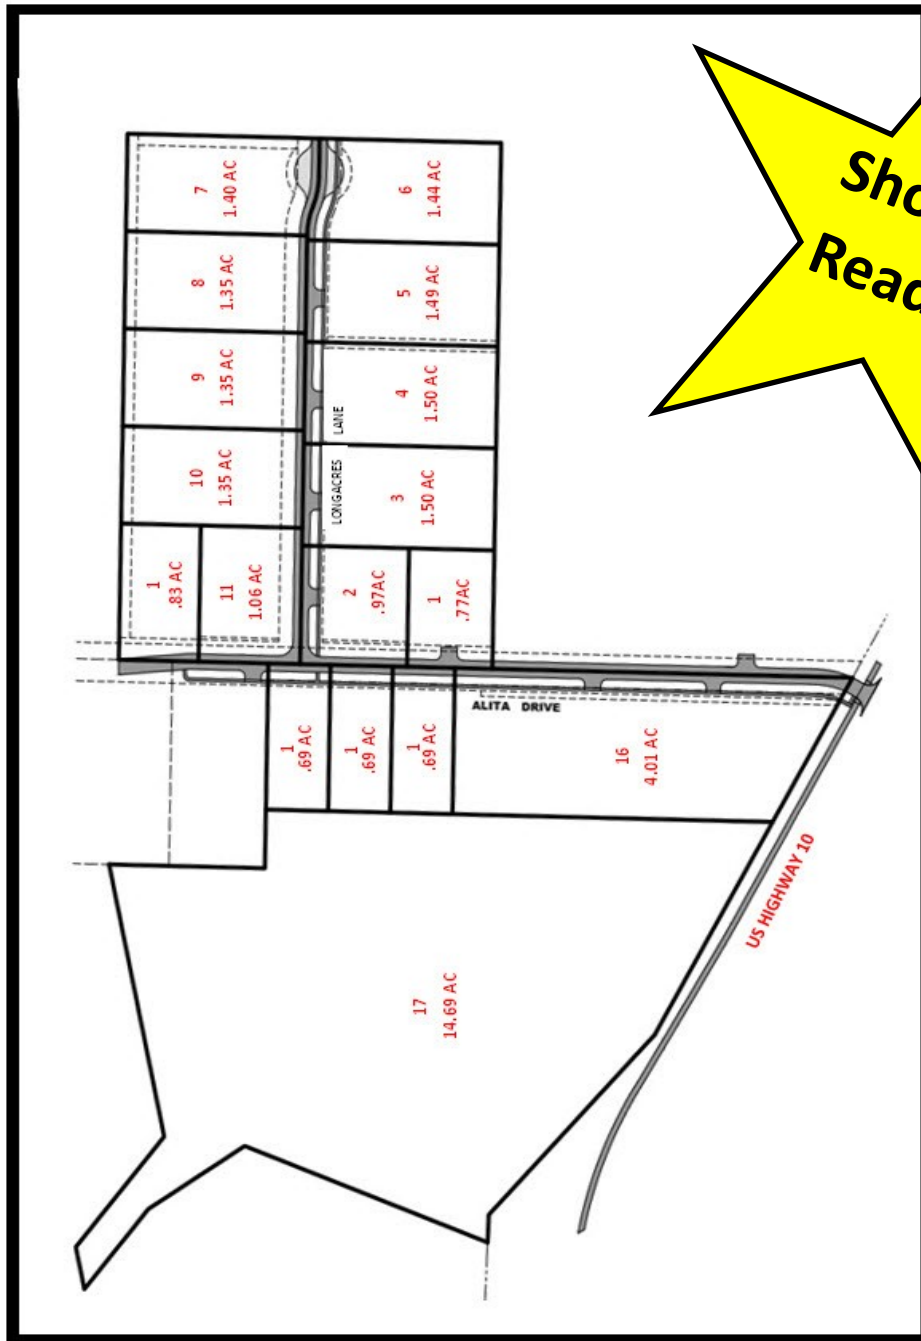 Sho
Read
7
1.40 AC
6
1.44 AC
8
1.35 AC
5
1.49 AC
9
1.35 AC
4
1.50 AC
10
1.35 AC
3
1.50 AC
LONGACRES LANE
1
.83 AC
11
1.06 AC
2
.97AC
1
.77AC
ALITA DRIVE
1
.69 AC
1
.69 AC
1
.69 AC
16
4.01 AC
US HIGHWAY 10
17
14.69 AC